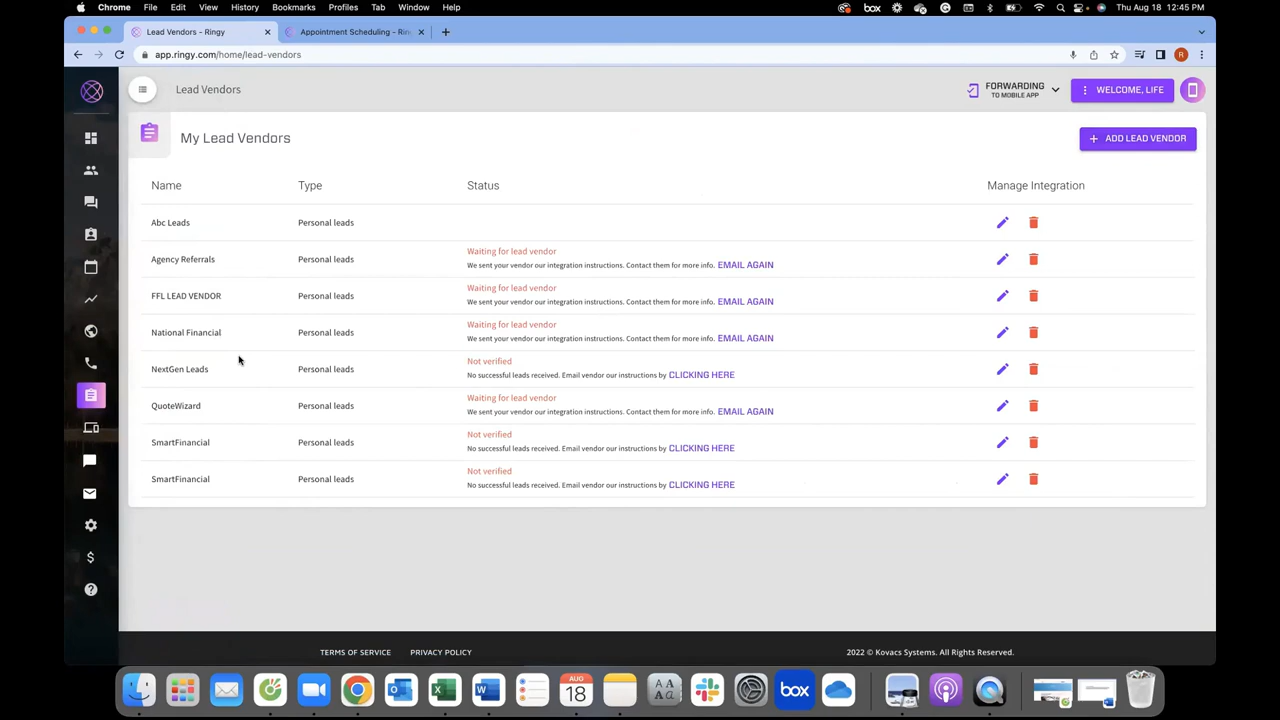 Chrome File Edit View History Bookmarks Profiles Tab Window Help box Thu Aug 18 12:45 PM
Lead Vendors - Ringy Appointment Scheduling - Rin
app.ringy.com/home/lead-vendors R
Lead Vendors FORWARDING TO MOBILE APP WELCOME, LIFE
My Lead Vendors ADD LEAD VENDOR
Name Type Status Manage Integration
Abc Leads Personal leads
Agency Referrals Personal leads Waiting for lead vendor
We sent your vendor our integration instructions. Contact them for more info. EMAIL AGAIN
FFL LEAD VENDOR Personal leads Waiting for lead vendor
We sent your vendor our integration instructions. Contact them for more info. EMAIL AGAIN
National Financial Personal leads Waiting for lead vendor
We sent your vendor our integration instructions. Contact them for more info. EMAIL AGAIN
NextGen Leads Personal leads Not verified
No successful leads received. Email vendor our instructions by CLICKING HERE
QuoteWizard Personal leads Waiting for lead vendor
We sent your vendor our integration instructions. Contact them for more info. EMAIL AGAIN
SmartFinancial Personal leads Not verified
No successful leads received. Email vendor our instructions by CLICKING HERE
SmartFinancial Personal leads Not verified
No successful leads received. Email vendor our instructions by CLICKING HERE
TERMS OF SERVICE PRIVACY POLICY 2022 © Kovacs Systems. All Rights Reserved.
AUG
18
box